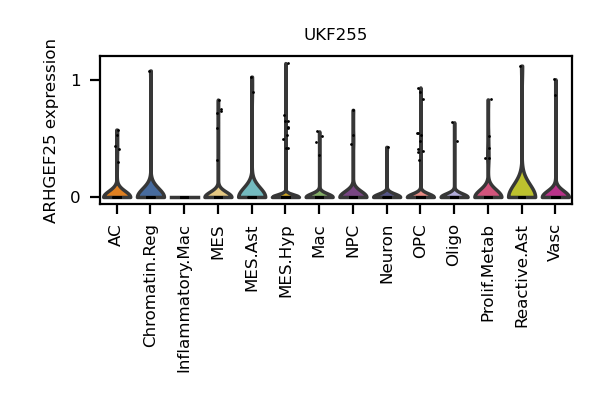 UKF255
ARHGEF25 expression
1
0
AC
Chromatin.Reg
Inflammatory.Mac
MES
MES.Ast
MES.Hyp
Mac
NPC
Neuron
OPC
Oligo
Prolif.Metab
Reactive.Ast
Vasc